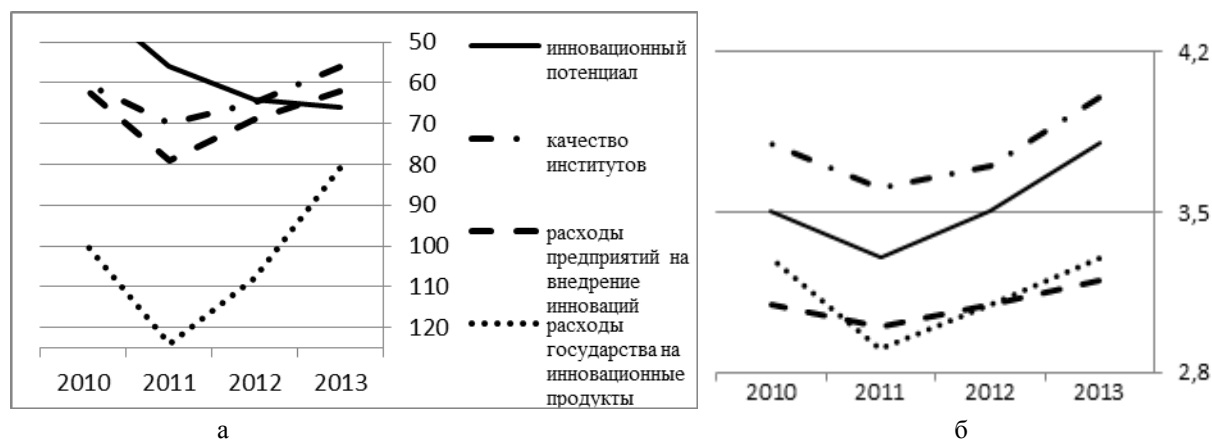 50
60
70
80
90
100
110
120
2010 2011 2012 2013
инновационный
потенциал
качество
институтов
расходы
предприятий на
внедрение
инноваций
расходы
государства на
инновационные
продукты
а
4,2
3,5
2,8
2010 2011 2012 2013
б